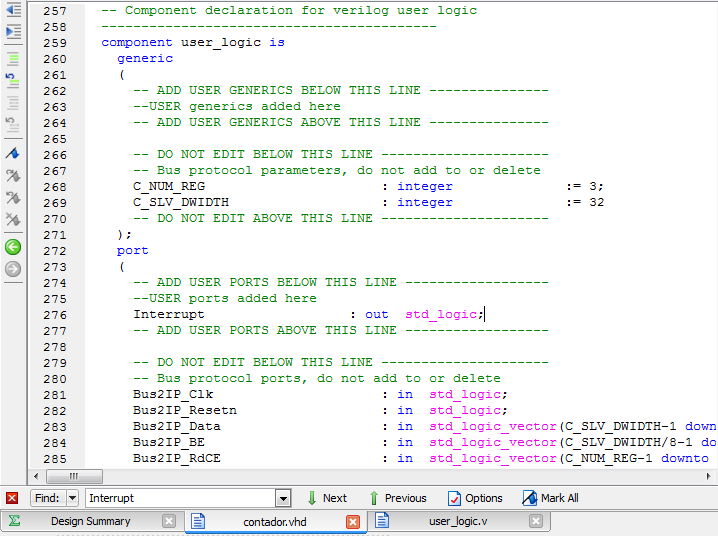 257 -- Component declaration for verilog user logic
258 ------------------------------------------
259 component user_logic is
260 generic
261 (
262 -- ADD USER GENERICS BELOW THIS LINE ---------------
263 --USER generics added here
264 -- ADD USER GENERICS ABOVE THIS LINE ---------------
265
266 -- DO NOT EDIT BELOW THIS LINE ---------------------
267 -- Bus protocol parameters, do not add to or delete
268 C_NUM_REG : integer := 3;
269 C_SLV_DWIDTH : integer := 32
270 -- DO NOT EDIT ABOVE THIS LINE ---------------------
271 );
272 port
273 (
274 -- ADD USER PORTS BELOW THIS LINE ------------------
275 --USER ports added here
276 Interrupt : out std_logic;
277 -- ADD USER PORTS ABOVE THIS LINE ------------------
278
279 -- DO NOT EDIT BELOW THIS LINE ---------------------
280 -- Bus protocol ports, do not add to or delete
281 Bus2IP_Clk : in std_logic;
282 Bus2IP_Resetn : in std_logic;
283 Bus2IP_Data : in std_logic_vector(C_SLV_DWIDTH-1 down
284 Bus2IP_BE : in std_logic_vector(C_SLV_DWIDTH/8-1 do
285 Bus2IP_RdCE : in std_logic_vector(C_NUM_REG-1 downto
Find: Interrupt Next Previous Options Mark All
Design Summary contador.vhd user_logic.v